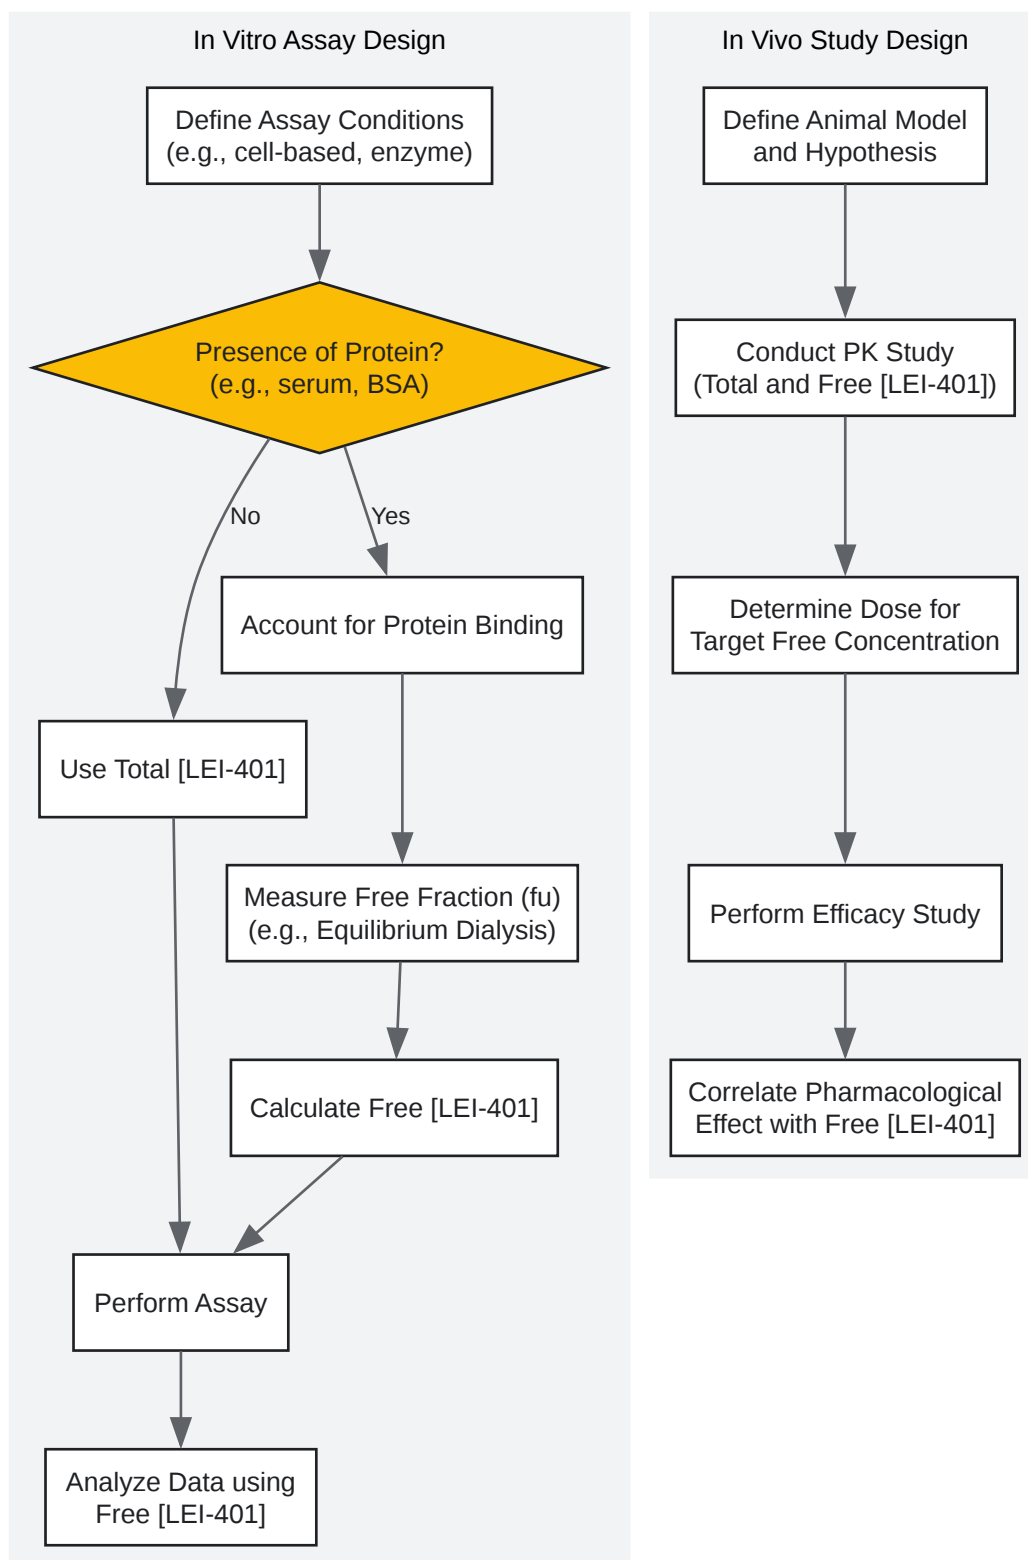 In Vitro Assay Design
Define Assay Conditions
(e.g., cell-based, enzyme)
Presence of Protein?
(e.g., serum, BSA)
No
Yes
Account for Protein Binding
Use Total [LEI-401]
Measure Free Fraction (fu)
(e.g., Equilibrium Dialysis)
Calculate Free [LEI-401]
Perform Assay
Analyze Data using
Free [LEI-401]
In Vivo Study Design
Define Animal Model
and Hypothesis
Conduct PK Study
(Total and Free [LEI-401])
Determine Dose for
Target Free Concentration
Perform Efficacy Study
Correlate Pharmacological
Effect with Free [LEI-401]